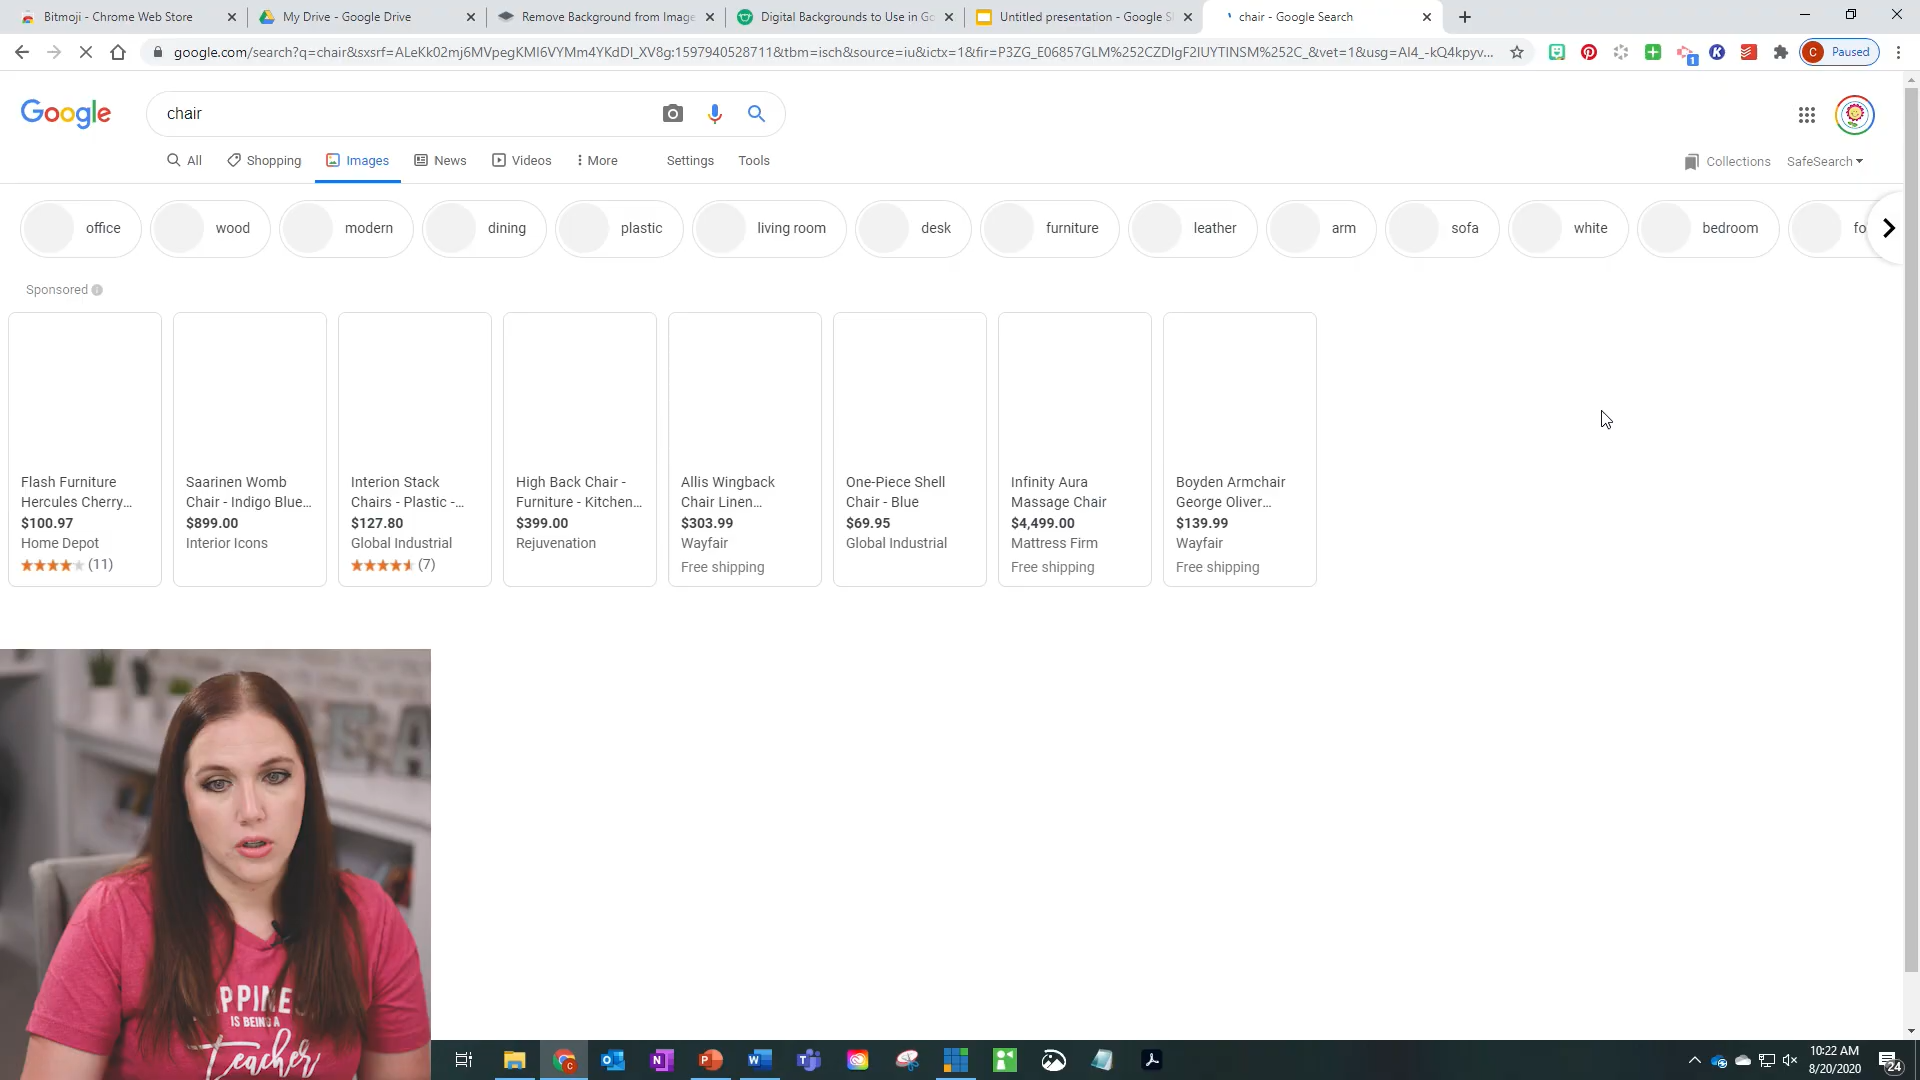 Bitmoji - Chrome Web Store
My Drive - Google Drive
Remove Background from Image
Digital Backgrounds to Use in Go
Untitled presentation - Google Sl
chair - Google Search
google.com/search?q=chair&sxsrf=ALeKk02mj6MVpegKMI6VYMm4YKdDI_XV8g:1597940528711&tbm=isch&source=iu&ictx=1&fir=P3ZG_E06857GLM%252CZDIgF2IUYTINSM%252C_&vet=1&usg=AI4_-kQ4kpyv...
1
C Paused
Google
chair
All
Shopping
Images
News
Videos
More
Settings
Tools
Collections
SafeSearch
office
wood
modern
dining
plastic
living room
desk
furniture
leather
arm
sofa
white
bedroom
fo
Sponsored
Flash Furniture
Hercules Cherry...
$100.97
Home Depot
(11)
Saarinen Womb
Chair - Indigo Blue...
$899.00
Interior Icons
Interion Stack
Chairs - Plastic -...
$127.80
Global Industrial
(7)
High Back Chair -
Furniture - Kitchen...
$399.00
Rejuvenation
Allis Wingback
Chair Linen...
$303.99
Wayfair
Free shipping
One-Piece Shell
Chair - Blue
$69.95
Global Industrial
Infinity Aura
Massage Chair
$4,499.00
Mattress Firm
Free shipping
Boyden Armchair
George Oliver...
$139.99
Wayfair
Free shipping
PPINE
IS BEING A
Teacher
10:22 AM
8/20/2020
24